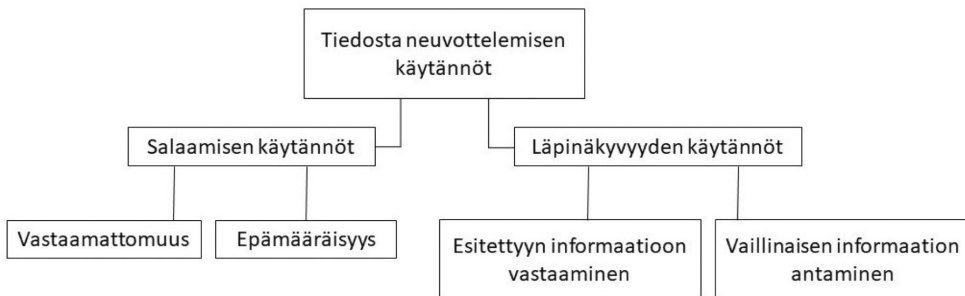 Tiedosta neuvottelemisen
käytännöt
Salaamisen käytännöt
Läpinäkyvyyden käytännöt
Vastaamattomuus
Epämääräisyys
Esitettyyn informaatioon
vastaaminen
Vaillinaisen informaation
antaminen